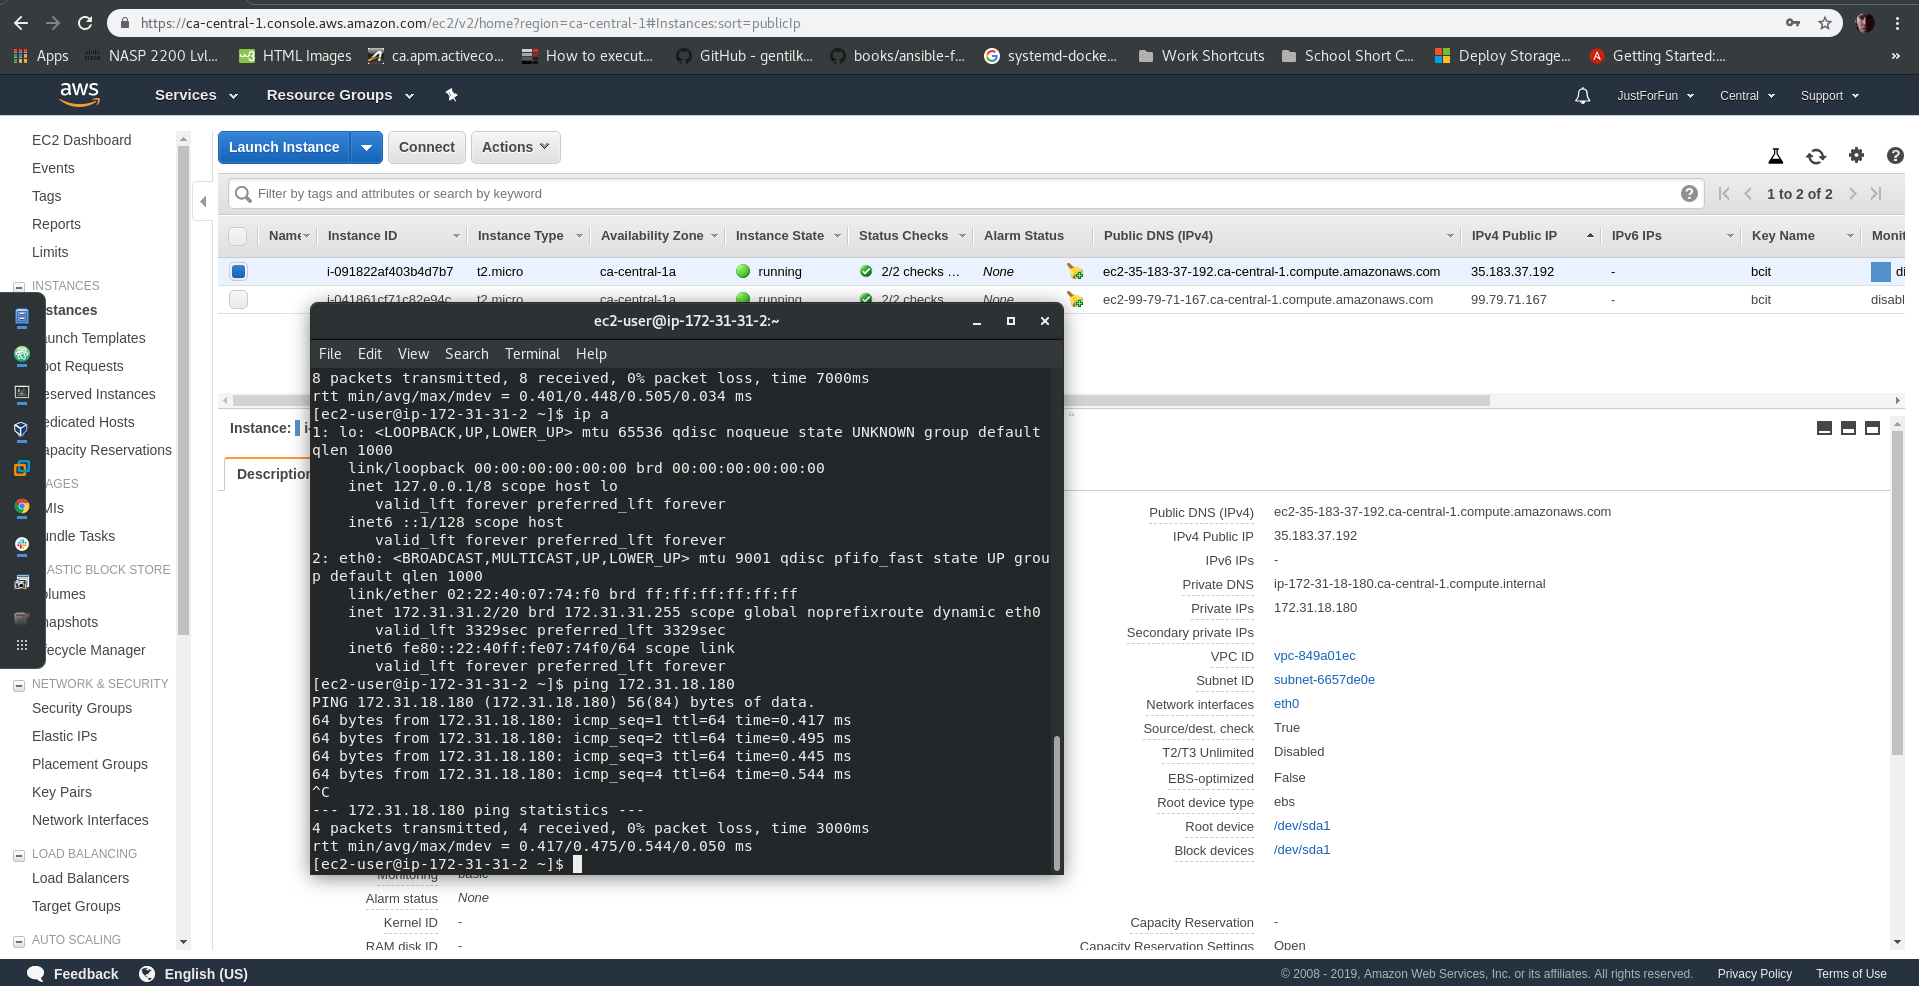 https://ca-central-1.console.aws.amazon.com/ec2/v2/home?region=ca-central-1#Instances:sort=publicIp
Apps NASP 2200 Lvl... HTML Images ca.apm.activeco... How to execut... GitHub - gentilk... books/ansible-f... systemd-docke... Work Shortcuts School Short C... Deploy Storage... Getting Started:... »
aws Services Resource Groups JustForFun Central Support
EC2 Dashboard
Events
Tags
Reports
Limits
INSTANCES
stances
unch Templates
ot Requests
eserved Instances
edicated Hosts
apacity Reservations
AGES
MIs
undle Tasks
ASTIC BLOCK STORE
lumes
napshots
fecycle Manager
NETWORK & SECURITY
Security Groups
Elastic IPs
Placement Groups
Key Pairs
Network Interfaces
LOAD BALANCING
Load Balancers
Target Groups
AUTO SCALING
Launch Instance Connect Actions
Filter by tags and attributes or search by keyword 1 to 2 of 2
Name Instance ID Instance Type Availability Zone Instance State Status Checks Alarm Status Public DNS (IPv4) IPv4 Public IP IPv6 IPs Key Name Monit
i-091822af403b4d7b7 t2.micro ca-central-1a running 2/2 checks ... None ec2-35-183-37-192.ca-central-1.compute.amazonaws.com 35.183.37.192 - bcit di
i-041861cf71c82e94c t2.micro ca-central-1a running 2/2 checks None ec2-99-79-71-167.ca-central-1.compute.amazonaws.com 99.79.71.167 - bcit disabl
ec2-user@ip-172-31-31-2:~
File Edit View Search Terminal Help
8 packets transmitted, 8 received, 0% packet loss, time 7000ms
rtt min/avg/max/mdev = 0.401/0.448/0.505/0.034 ms
[ec2-user@ip-172-31-31-2 ~]$ ip a
1: lo: <LOOPBACK,UP,LOWER_UP> mtu 65536 qdisc noqueue state UNKNOWN group default
qlen 1000
link/loopback 00:00:00:00:00:00 brd 00:00:00:00:00:00
inet 127.0.0.1/8 scope host lo
valid_lft forever preferred_lft forever
inet6 ::1/128 scope host
valid_lft forever preferred_lft forever
2: eth0: <BROADCAST,MULTICAST,UP,LOWER_UP> mtu 9001 qdisc pfifo_fast state UP grou
p default qlen 1000
link/ether 02:22:40:07:74:f0 brd ff:ff:ff:ff:ff:ff
inet 172.31.31.2/20 brd 172.31.31.255 scope global noprefixroute dynamic eth0
valid_lft 3329sec preferred_lft 3329sec
inet6 fe80::22:40ff:fe07:74f0/64 scope link
valid_lft forever preferred_lft forever
[ec2-user@ip-172-31-31-2 ~]$ ping 172.31.18.180
PING 172.31.18.180 (172.31.18.180) 56(84) bytes of data.
64 bytes from 172.31.18.180: icmp_seq=1 ttl=64 time=0.417 ms
64 bytes from 172.31.18.180: icmp_seq=2 ttl=64 time=0.495 ms
64 bytes from 172.31.18.180: icmp_seq=3 ttl=64 time=0.445 ms
64 bytes from 172.31.18.180: icmp_seq=4 ttl=64 time=0.544 ms
^C
--- 172.31.18.180 ping statistics ---
4 packets transmitted, 4 received, 0% packet loss, time 3000ms
rtt min/avg/max/mdev = 0.417/0.475/0.544/0.050 ms
[ec2-user@ip-172-31-31-2 ~]$
Instance: i-
Description
Public DNS (IPv4) ec2-35-183-37-192.ca-central-1.compute.amazonaws.com
IPv4 Public IP 35.183.37.192
IPv6 IPs -
Private DNS ip-172-31-18-180.ca-central-1.compute.internal
Private IPs 172.31.18.180
Secondary private IPs
VPC ID vpc-849a01ec
Subnet ID subnet-6657de0e
Network interfaces eth0
Source/dest. check True
T2/T3 Unlimited Disabled
EBS-optimized False
Root device type ebs
Root device /dev/sda1
Block devices /dev/sda1
Monitoring basic
Alarm status None
Kernel ID - Capacity Reservation -
RAM disk ID - Capacity Reservation Settings Open
Feedback English (US) © 2008 - 2019, Amazon Web Services, Inc. or its affiliates. All rights reserved. Privacy Policy Terms of Use